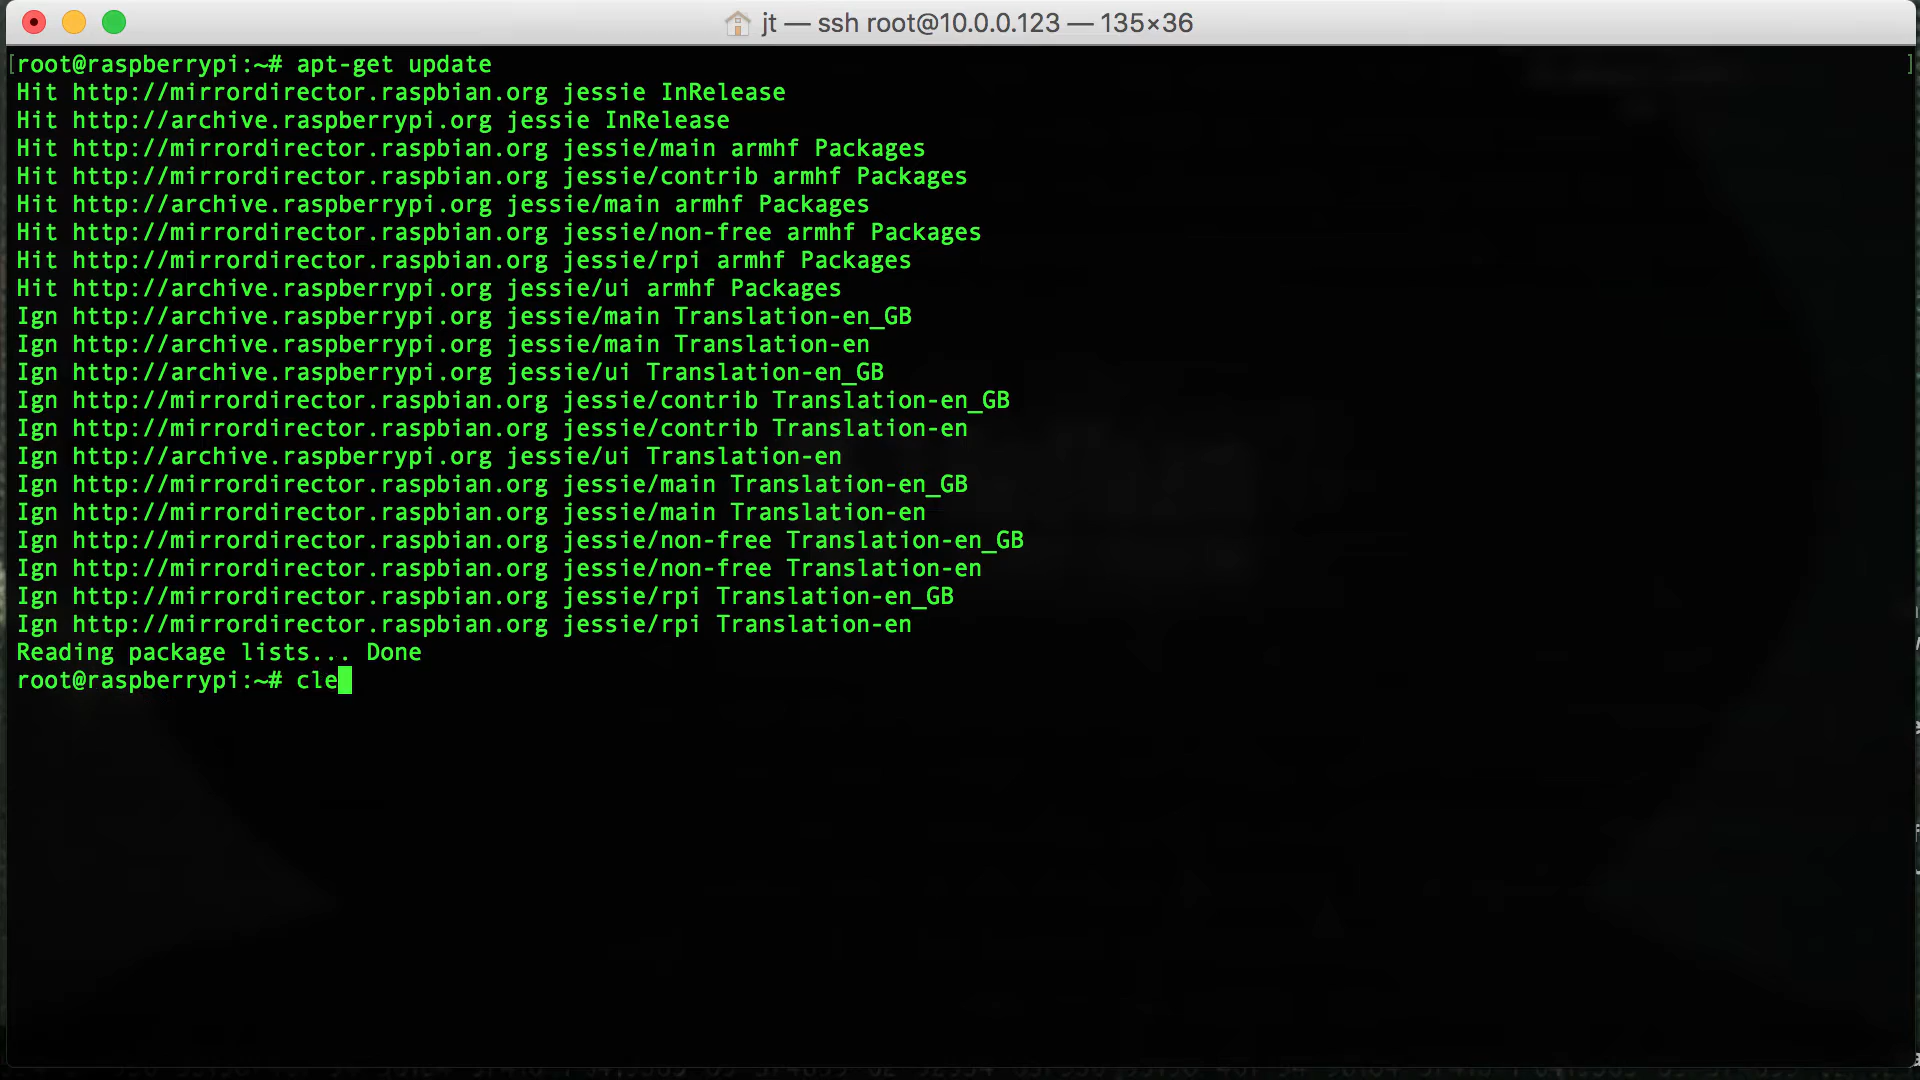 jt — ssh root@10.0.0.123 — 135×36
[root@raspberrypi:~# apt-get update ]
Hit http://mirrordirector.raspbian.org jessie InRelease
Hit http://archive.raspberrypi.org jessie InRelease
Hit http://mirrordirector.raspbian.org jessie/main armhf Packages
Hit http://mirrordirector.raspbian.org jessie/contrib armhf Packages
Hit http://archive.raspberrypi.org jessie/main armhf Packages
Hit http://mirrordirector.raspbian.org jessie/non-free armhf Packages
Hit http://mirrordirector.raspbian.org jessie/rpi armhf Packages
Hit http://archive.raspberrypi.org jessie/ui armhf Packages
Ign http://archive.raspberrypi.org jessie/main Translation-en_GB
Ign http://archive.raspberrypi.org jessie/main Translation-en
Ign http://archive.raspberrypi.org jessie/ui Translation-en_GB
Ign http://mirrordirector.raspbian.org jessie/contrib Translation-en_GB
Ign http://mirrordirector.raspbian.org jessie/contrib Translation-en
Ign http://archive.raspberrypi.org jessie/ui Translation-en
Ign http://mirrordirector.raspbian.org jessie/main Translation-en_GB
Ign http://mirrordirector.raspbian.org jessie/main Translation-en
Ign http://mirrordirector.raspbian.org jessie/non-free Translation-en_GB
Ign http://mirrordirector.raspbian.org jessie/non-free Translation-en
Ign http://mirrordirector.raspbian.org jessie/rpi Translation-en_GB
Ign http://mirrordirector.raspbian.org jessie/rpi Translation-en
Reading package lists... Done
root@raspberrypi:~# cle